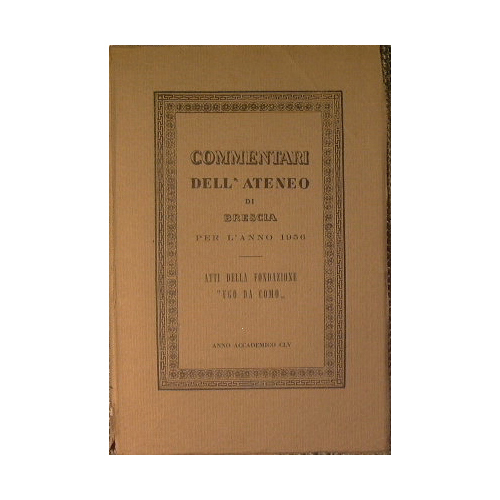 COMMENTARI
DELL'ATENEO
DI
BRESCIA
PER L'ANNO 1956
ATTI DELLA FONDAZIONE
"UGO DA COMO„
ANNO ACCADEMICO CLV